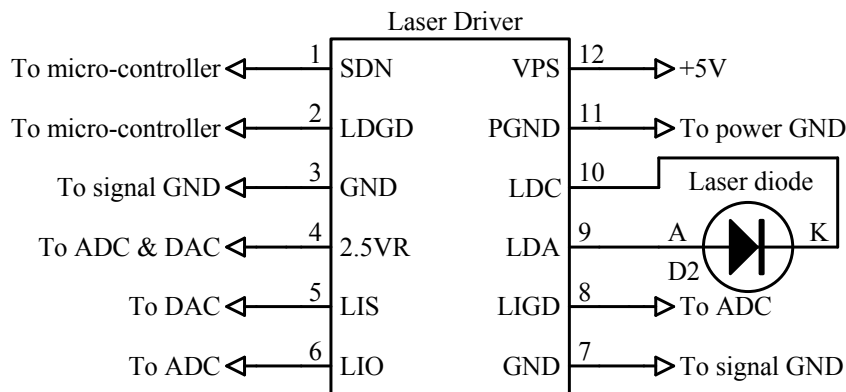 Laser Driver
To micro-controller 1 SDN VPS 12 +5V
To micro-controller 2 LDGD PGND 11 To power GND
To signal GND 3 GND LDC 10 Laser diode
To ADC & DAC 4 2.5VR LDA 9 A K
D2
To DAC 5 LIS LIGD 8 To ADC
To ADC 6 LIO GND 7 To signal GND